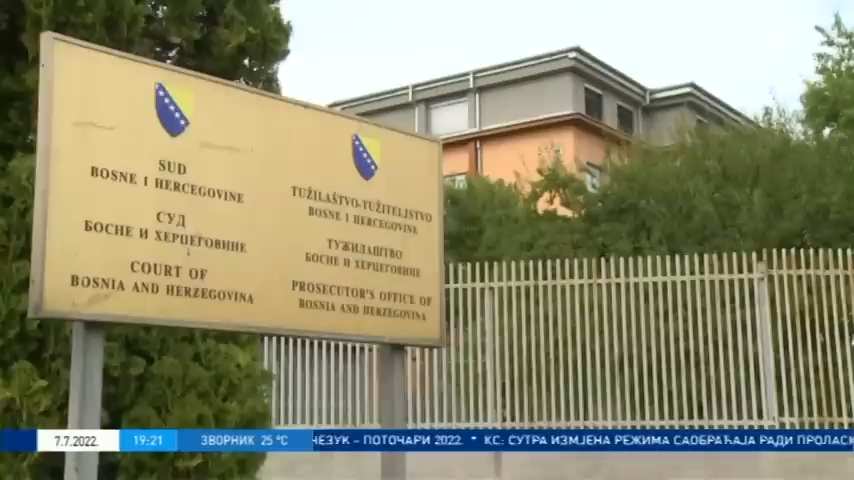 SUD
BOSNE I HERCEGOVINE
СУД
БОСНЕ И ХЕРЦЕГОВИНЕ
COURT OF
BOSNIA AND HERZEGOVINA
TUŽILAŠTVO-TUŽITELJSTVO
BOSNE I HERCEGOVINE
ТУЖИЛАШТВО
БОСНЕ И ХЕРЦЕГОВИНЕ
PROSECUTOR'S OFFICE OF
BOSNIA AND HERZEGOVINA
7.7.2022. 19:21 ЗВОРНИК 25 °C ЧЕЗУК – ПОТОЧАРИ 2022. * КС: СУТРА ИЗМЈЕНА РЕЖИМА САОБРАЋАЈА РАДИ ПРОЛАСК